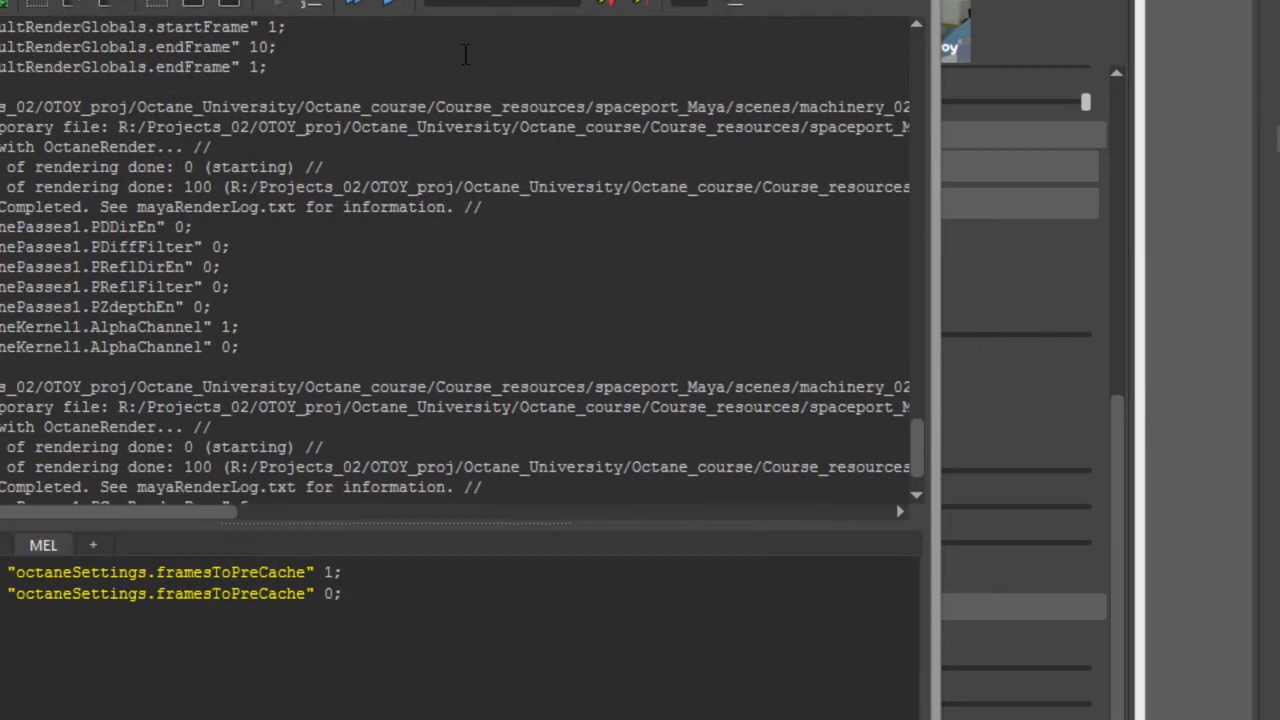 ultRenderGlobals.startFrame" 1;
ultRenderGlobals.endFrame" 10;
ultRenderGlobals.endFrame" 1;
s_02/OTOY_proj/Octane_University/Octane_course/Course_resources/spaceport_Maya/scenes/machinery_02
porary file: R:/Projects_02/OTOY_proj/Octane_University/Octane_course/Course_resources/spaceport_M
with OctaneRender... //
of rendering done: 0 (starting) //
of rendering done: 100 (R:/Projects_02/OTOY_proj/Octane_University/Octane_course/Course_resources
Completed. See mayaRenderLog.txt for information. //
nePasses1.PDDirEn" 0;
nePasses1.PDiffFilter" 0;
nePasses1.PReflDirEn" 0;
nePasses1.PReflFilter" 0;
nePasses1.PZdepthEn" 0;
neKernel1.AlphaChannel" 1;
neKernel1.AlphaChannel" 0;
s_02/OTOY_proj/Octane_University/Octane_course/Course_resources/spaceport_Maya/scenes/machinery_02
porary file: R:/Projects_02/OTOY_proj/Octane_University/Octane_course/Course_resources/spaceport_M
with OctaneRender... //
of rendering done: 0 (starting) //
of rendering done: 100 (R:/Projects_02/OTOY_proj/Octane_University/Octane_course/Course_resources
Completed. See mayaRenderLog.txt for information. //
MEL +
"octaneSettings.framesToPreCache" 1;
"octaneSettings.framesToPreCache" 0;
oy